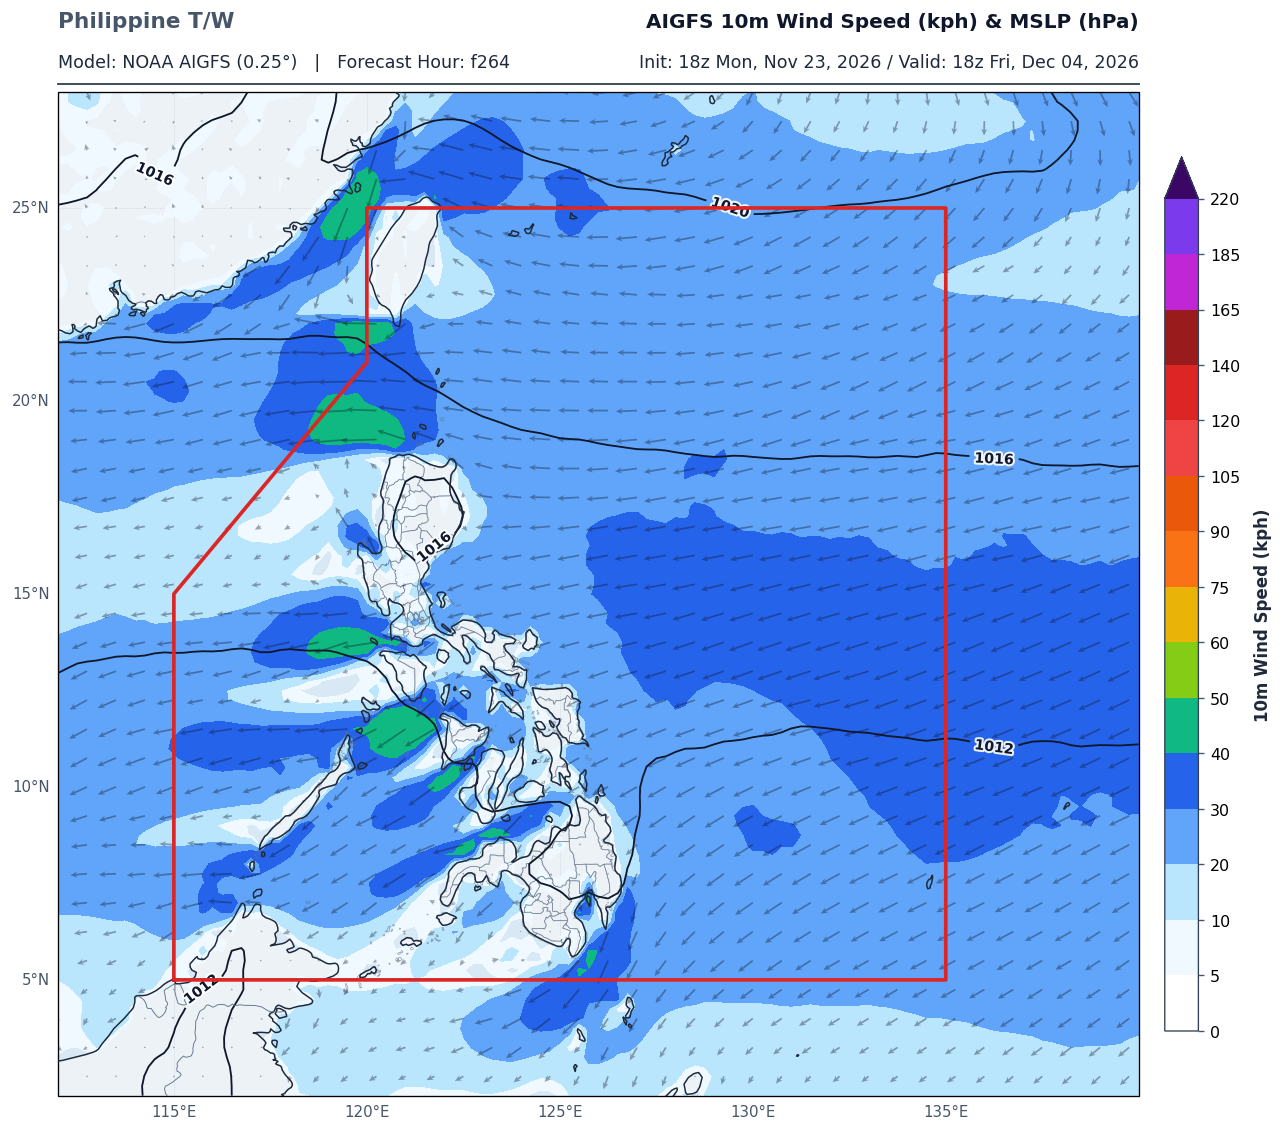 Philippine T/W
AIGFS 10m Wind Speed (kph) & MSLP (hPa)
Model: NOAA AIGFS (0.25°)   |   Forecast Hour: f264
Init: 18z Mon, Nov 23, 2026 / Valid: 18z Fri, Dec 04, 2026
1016
1020
1016
1016
1012
1012
25°N
20°N
15°N
10°N
5°N
115°E
120°E
125°E
130°E
135°E
220
185
165
140
120
105
90
75
60
50
40
30
20
10
5
0
10m Wind Speed (kph)